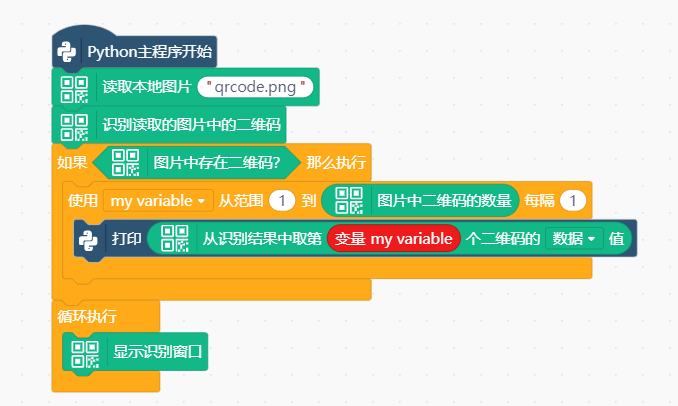 Python主程序开始
读取本地图片 "qrcode.png"
识别读取的图片中的二维码
如果 图片中存在二维码? 那么执行
使用 my variable 从范围 1 到 图片中二维码的数量 每隔 1
打印 从识别结果中取第 变量 my variable 个二维码的 数据 值
循环执行
显示识别窗口